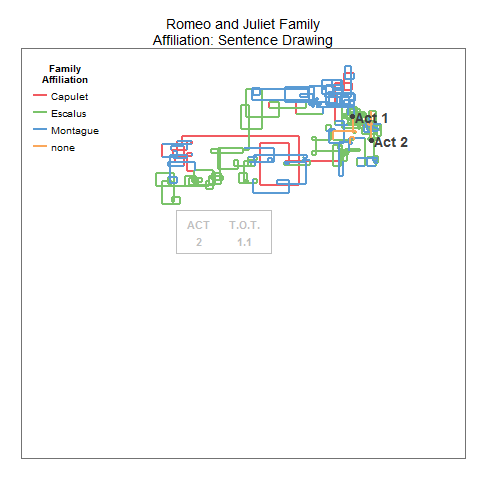 Romeo and Juliet Family
Affiliation: Sentence Drawing
Family
Affiliation
Capulet
Escalus
Montague
none
Act 1
Act 2
ACT T.O.T.
2 1.1